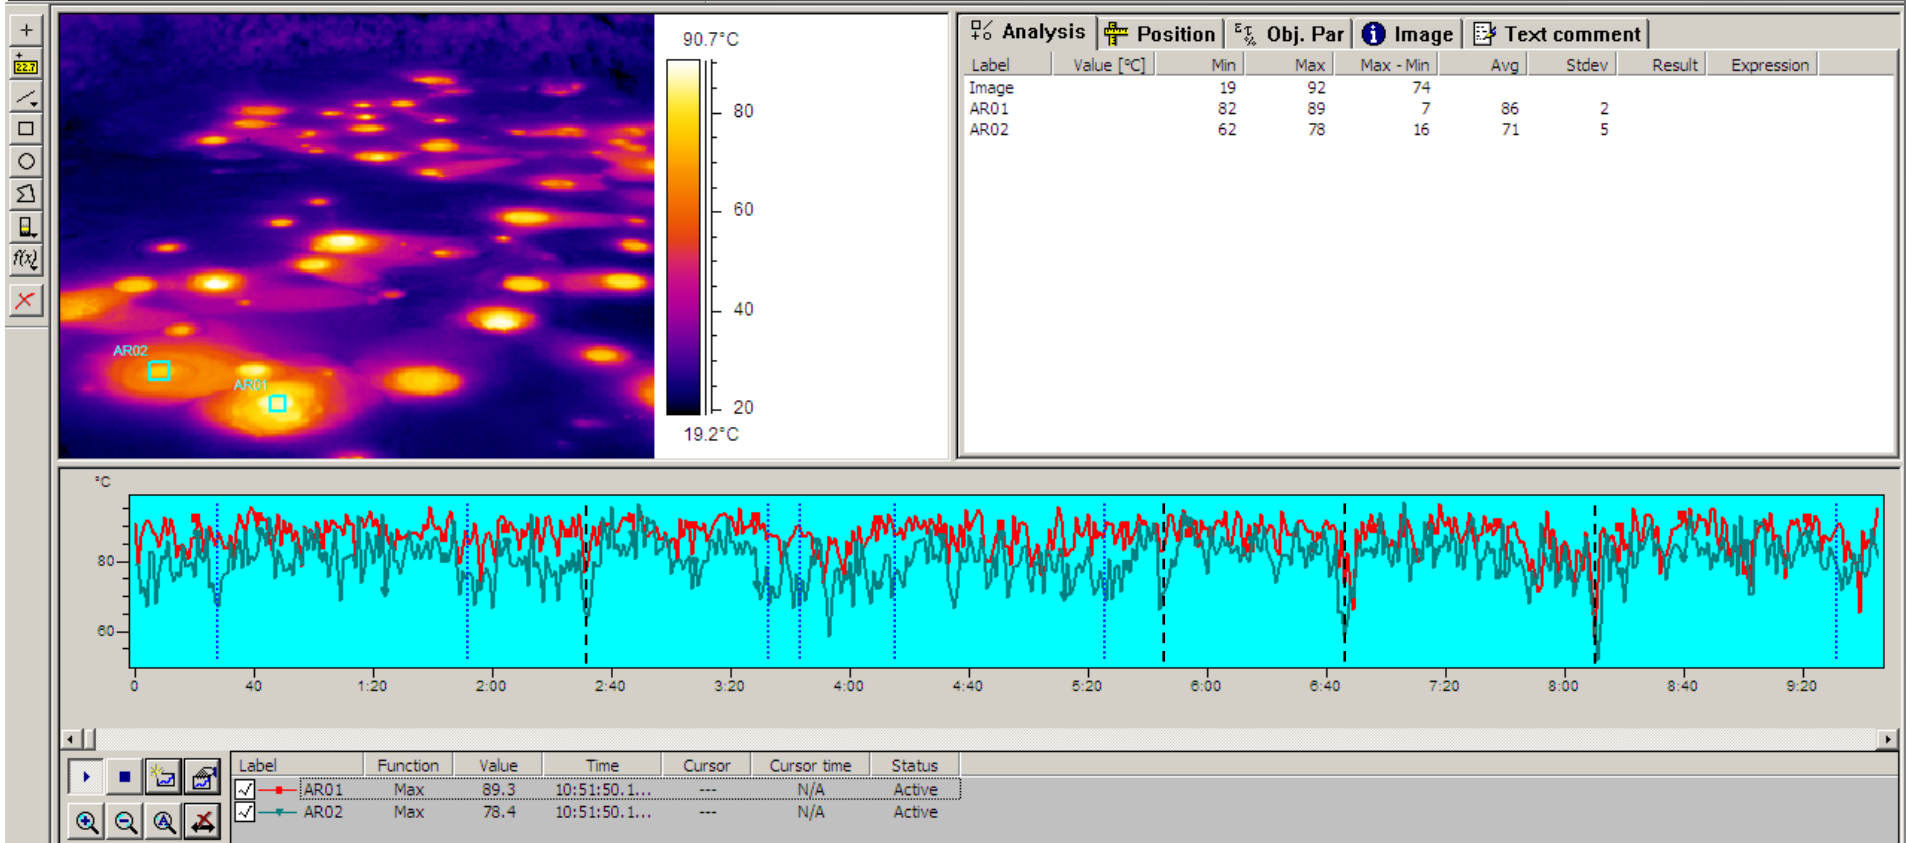 90.7°C
80
60
40
20
19.2°C
AR02
AR01
Analysis Position Obj. Par Image Text comment
Label Value [°C] Min Max Max - Min Avg Stdev Result Expression
Image 19 92 74
AR01 82 89 7 86 2
AR02 62 78 16 71 5
22.7
f(x)
°C
80
60
0 40 1:20 2:00 2:40 3:20 4:00 4:40 5:20 6:00 6:40 7:20 8:00 8:40 9:20
Label Function Value Time Cursor Cursor time Status
AR01 Max 89.3 10:51:50.1... --- N/A Active
AR02 Max 78.4 10:51:50.1... --- N/A Active